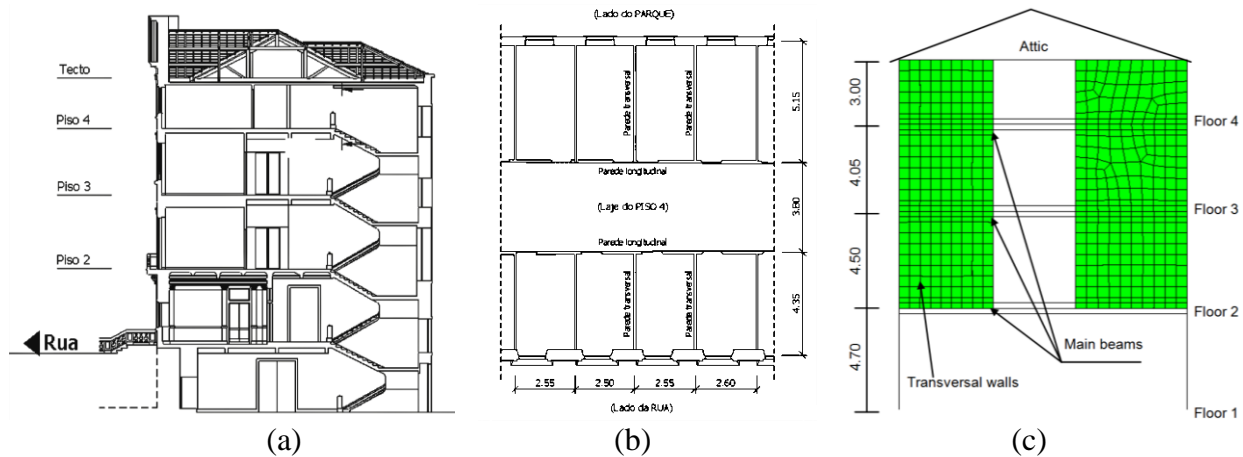 Tecto
Piso 4
Piso 3
Piso 2
Rua
(a)
(Lado do PARQUE)
Parede transversal
Parede transversal
5.15
Parede longitudinal
(Laje do PISO 4)
3.80
Parede longitudinal
Parede transversal
Parede transversal
4.35
2.55
2.50
2.55
2.60
(Lado da RUA)
(b)
Attic
3.00
Floor 4
4.05
Floor 3
4.50
Floor 2
Main beams
4.70
Transversal walls
Floor 1
(c)